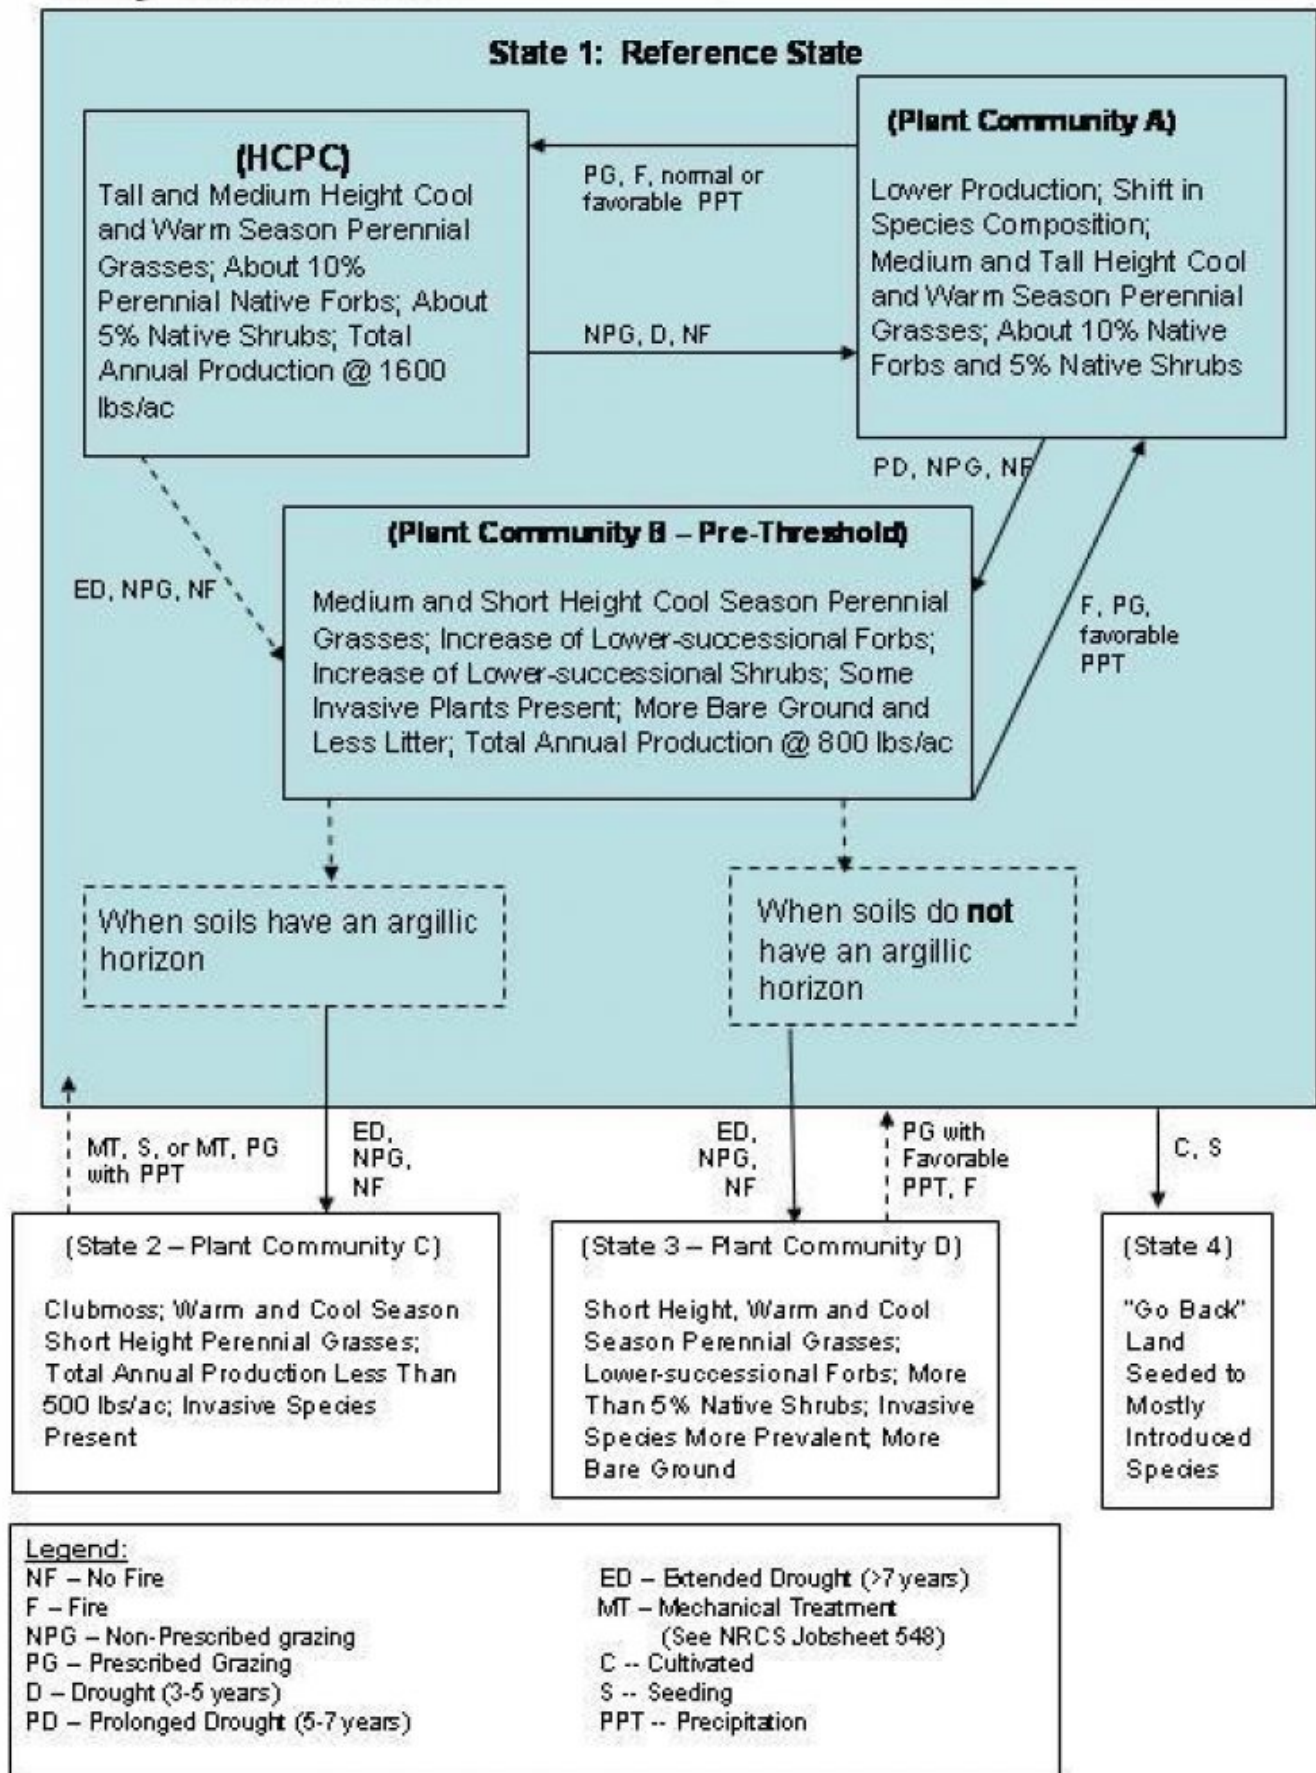 State 1: Reference State
(HCPC)
Tall and Medium Height Cool
and Warm Season Perennial
Grasses; About 10%
Perennial Native Forbs; About
5% Native Shrubs; Total
Annual Production @ 1600
lbs/ac
PG, F, normal or
favorable PPT
NPG, D, NF
(Plant Community A)
Lower Production; Shift in
Species Composition;
Medium and Tall Height Cool
and Warm Season Perennial
Grasses; About 10% Native
Forbs and 5% Native Shrubs
PD, NPG, NF
ED, NPG, NF
(Plant Community B – Pre-Threshold)
Medium and Short Height Cool Season Perennial
Grasses; Increase of Lower-successional Forbs;
Increase of Lower-successional Shrubs; Some
Invasive Plants Present; More Bare Ground and
Less Litter; Total Annual Production @ 800 lbs/ac
F, PG,
favorable
PPT
When soils have an argillic
horizon
When soils do not
have an argillic
horizon
MT, S, or MT, PG
with PPT
ED,
NPG,
NF
ED,
NPG,
NF
PG with
Favorable
PPT, F
C, S
(State 2 – Plant Community C)
Clubmoss; Warm and Cool Season
Short Height Perennial Grasses;
Total Annual Production Less Than
500 lbs/ac; Invasive Species
Present
(State 3 – Plant Community D)
Short Height, Warm and Cool
Season Perennial Grasses;
Lower-successional Forbs; More
Than 5% Native Shrubs; Invasive
Species More Prevalent; More
Bare Ground
(State 4)
"Go Back"
Land
Seeded to
Mostly
Introduced
Species
Legend:
NF – No Fire
F – Fire
NPG – Non-Prescribed grazing
PG – Prescribed Grazing
D – Drought (3-5 years)
PD – Prolonged Drought (5-7 years)
ED – Extended Drought (>7 years)
MT – Mechanical Treatment
(See NRCS Jobsheet 548)
C -- Cultivated
S -- Seeding
PPT -- Precipitation